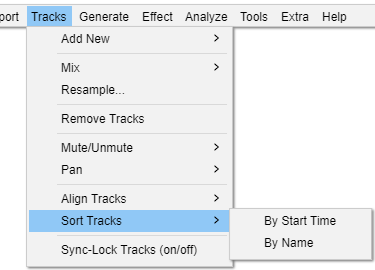 port Tracks Generate Effect Analyze Tools Extra Help
Add New
Mix
Resample...
Remove Tracks
Mute/Unmute
Pan
Align Tracks
Sort Tracks
By Start Time
By Name
Sync-Lock Tracks (on/off)